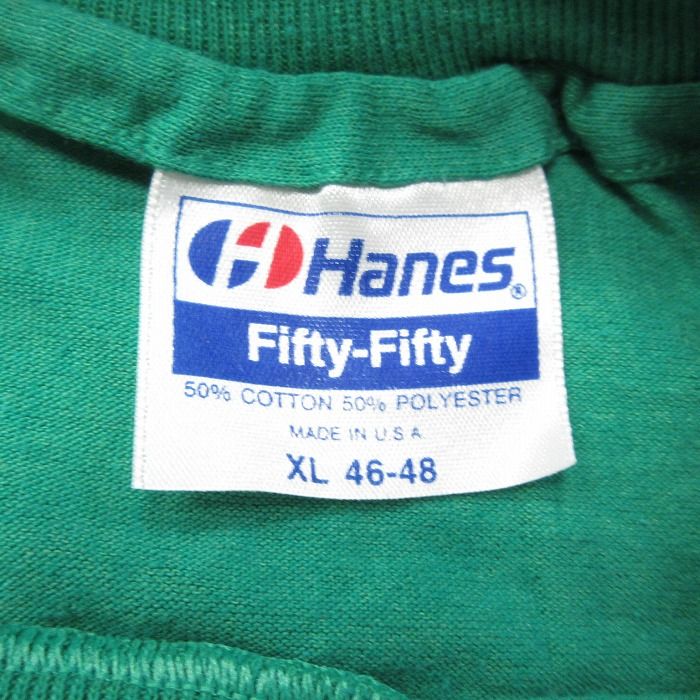 Hanes®
Fifty-Fifty
50% COTTON 50% POLYESTER
MADE IN U.S.A
XL 46-48